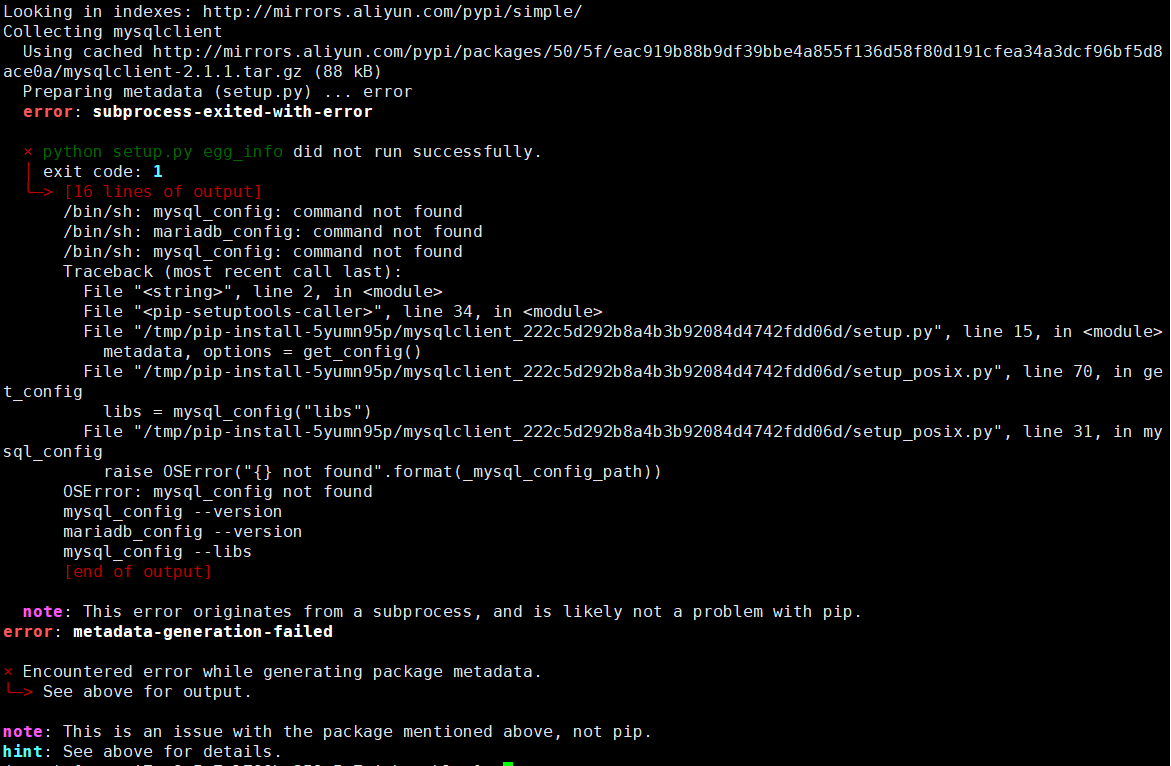 Looking in indexes: http://mirrors.aliyun.com/pypi/simple/
Collecting mysqlclient
  Using cached http://mirrors.aliyun.com/pypi/packages/50/5f/eac919b88b9df39bbe4a855f136d58f80d191cfea34a3dcf96bf5d8
ace0a/mysqlclient-2.1.1.tar.gz (88 kB)
  Preparing metadata (setup.py) ... error
  error: subprocess-exited-with-error
  × python setup.py egg_info did not run successfully.
  │ exit code: 1
  ╰─> [16 lines of output]
      /bin/sh: mysql_config: command not found
      /bin/sh: mariadb_config: command not found
      /bin/sh: mysql_config: command not found
      Traceback (most recent call last):
        File "<string>", line 2, in <module>
        File "<pip-setuptools-caller>", line 34, in <module>
        File "/tmp/pip-install-5yumn95p/mysqlclient_222c5d292b8a4b3b92084d4742fdd06d/setup.py", line 15, in <module>
          metadata, options = get_config()
        File "/tmp/pip-install-5yumn95p/mysqlclient_222c5d292b8a4b3b92084d4742fdd06d/setup_posix.py", line 70, in ge
t_config
          libs = mysql_config("libs")
        File "/tmp/pip-install-5yumn95p/mysqlclient_222c5d292b8a4b3b92084d4742fdd06d/setup_posix.py", line 31, in my
sql_config
          raise OSError("{} not found".format(_mysql_config_path))
      OSError: mysql_config not found
      mysql_config --version
      mariadb_config --version
      mysql_config --libs
      [end of output]
  note: This error originates from a subprocess, and is likely not a problem with pip.
error: metadata-generation-failed
× Encountered error while generating package metadata.
╰─> See above for output.
note: This is an issue with the package mentioned above, not pip.
hint: See above for details.